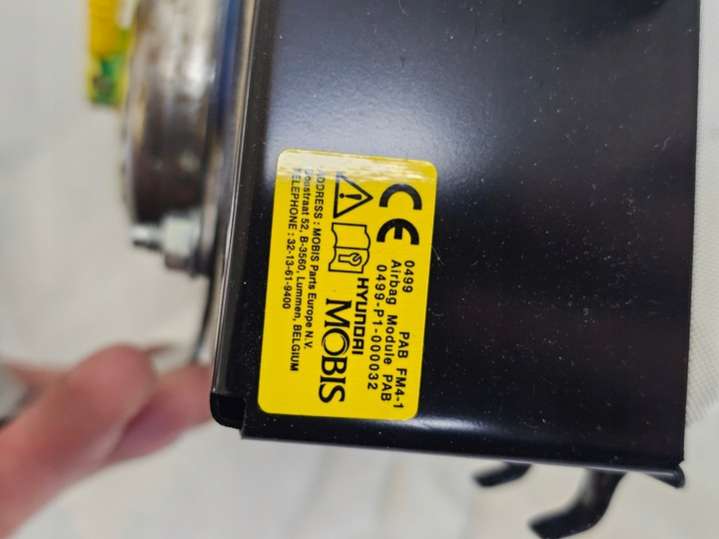 CE 0499 PAB FM4-1
Airbag Module PAB
0499-P1-000032
HYUNDAI
MOBIS
ADDRESS : MOBIS Parts Europe N.V.
52, B-3560, Lummen, BELGIUM
TELEPHONE : 32-13-61-9400